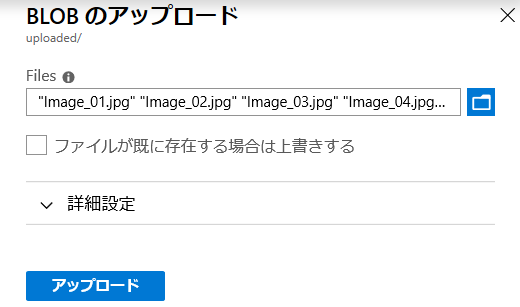 BLOB のアップロード
uploaded/
Files
"Image_01.jpg" "Image_02.jpg" "Image_03.jpg" "Image_04.jpg...
ファイルが既に存在する場合は上書きする
詳細設定
アップロード